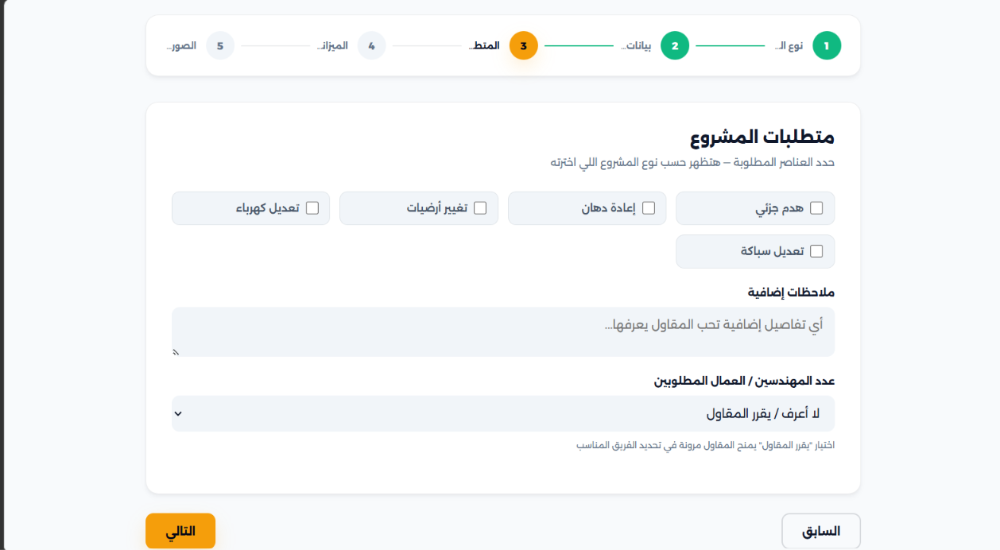 1 نوع الـ...
2 بيانات...
3 المتط...
4 الميزان...
5 الصور...
متطلبات المشروع
حدد العناصر المطلوبة – هتظهر حسب نوع المشروع اللي اخترته
هدم جزئي
إعادة دهان
تغيير أرضيات
تعديل كهرباء
تعديل سباكة
ملاحظات إضافية
أي تفاصيل إضافية تحب المقاول يعرفها...
عدد المهندسين / العمال المطلوبين
لا أعرف / يقرر المقاول
اختيار "يقرر المقاول" يمنح المقاول مرونة في تحديد الفريق المناسب
السابق
التالي